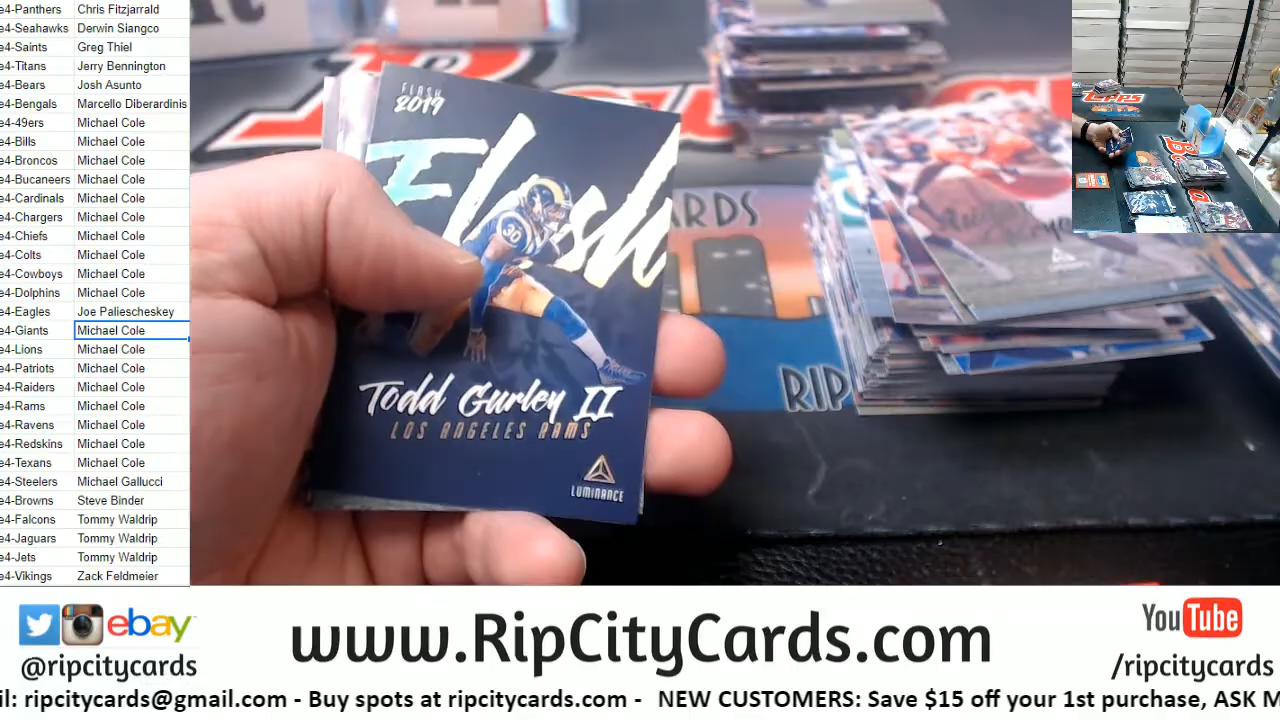 e4-Panthers Chris Fitzjarrald
e4-Seahawks Derwin Siangco
e4-Saints Greg Thiel
e4-Titans Jerry Bennington
e4-Bears Josh Asunto
e4-Bengals Marcello Diberardinis
e4-49ers Michael Cole
e4-Bills Michael Cole
e4-Broncos Michael Cole
e4-Bucaneers Michael Cole
e4-Cardinals Michael Cole
e4-Chargers Michael Cole
e4-Chiefs Michael Cole
e4-Colts Michael Cole
e4-Cowboys Michael Cole
e4-Dolphins Michael Cole
e4-Eagles Joe Paliescheskey
e4-Giants Michael Cole
e4-Lions Michael Cole
e4-Patriots Michael Cole
e4-Raiders Michael Cole
e4-Rams Michael Cole
e4-Ravens Michael Cole
e4-Redskins Michael Cole
e4-Texans Michael Cole
e4-Steelers Michael Gallucci
e4-Browns Steve Binder
e4-Falcons Tommy Waldrip
e4-Jaguars Tommy Waldrip
e4-Jets Tommy Waldrip
e4-Vikings Zack Feldmeier
FLASH
2019
Flash
30
Todd Gurley II
LOS ANGELES RAMS
LUMINANCE
ARDS
RIP
Topps
ebay
@ripcitycards
www.RipCityCards.com
YouTube
/ripcitycards
il: ripcitycards@gmail.com - Buy spots at ripcitycards.com - NEW CUSTOMERS: Save $15 off your 1st purchase, ASK M